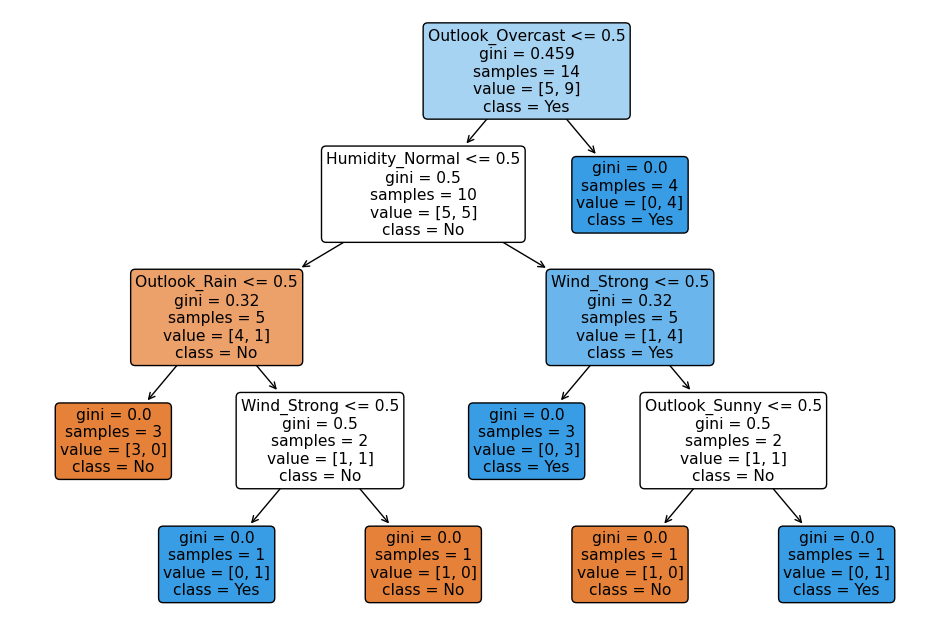 Outlook_Overcast <= 0.5
gini = 0.459
samples = 14
value = [5, 9]
class = Yes
Humidity_Normal <= 0.5
gini = 0.5
samples = 10
value = [5, 5]
class = No
gini = 0.0
samples = 4
value = [0, 4]
class = Yes
Outlook_Rain <= 0.5
gini = 0.32
samples = 5
value = [4, 1]
class = No
Wind_Strong <= 0.5
gini = 0.32
samples = 5
value = [1, 4]
class = Yes
gini = 0.0
samples = 3
value = [3, 0]
class = No
Wind_Strong <= 0.5
gini = 0.5
samples = 2
value = [1, 1]
class = No
gini = 0.0
samples = 3
value = [0, 3]
class = Yes
Outlook_Sunny <= 0.5
gini = 0.5
samples = 2
value = [1, 1]
class = No
gini = 0.0
samples = 1
value = [0, 1]
class = Yes
gini = 0.0
samples = 1
value = [1, 0]
class = No
gini = 0.0
samples = 1
value = [1, 0]
class = No
gini = 0.0
samples = 1
value = [0, 1]
class = Yes